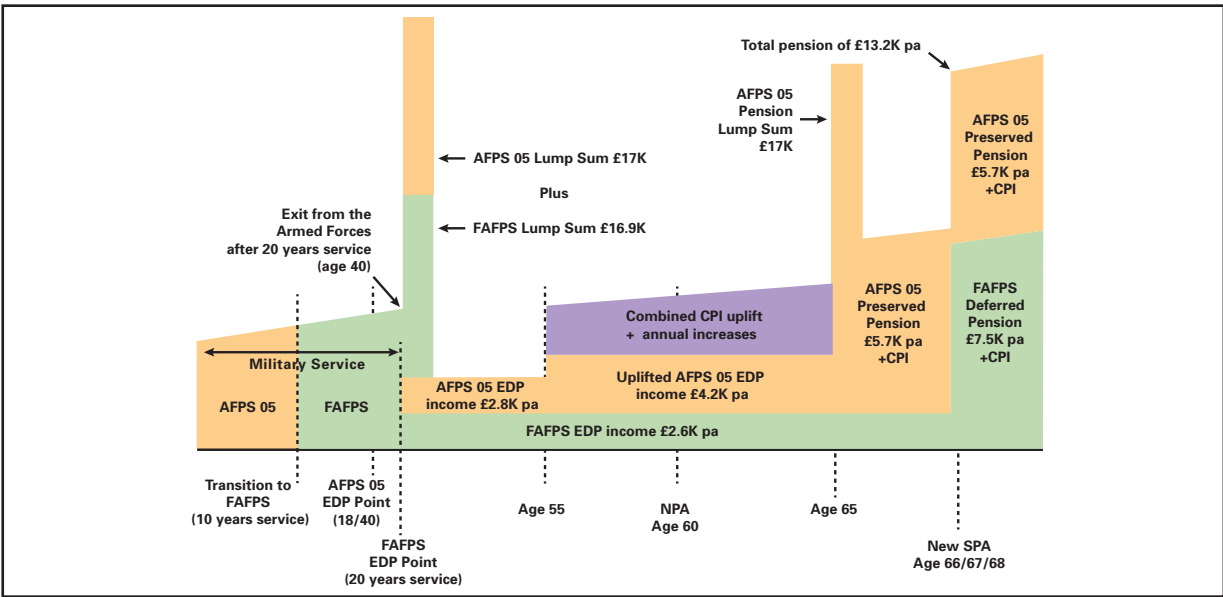 Total pension of £13.2K pa
AFPS 05
Pension
Lump Sum
£17K
AFPS 05
Preserved
Pension
£5.7K pa
+CPI
AFPS 05 Lump Sum £17K
Plus
FAFPS Lump Sum £16.9K
Exit from the
Armed Forces
after 20 years service
(age 40)
Combined CPI uplift
+ annual increases
AFPS 05
Preserved
Pension
£5.7K pa
+CPI
FAFPS
Deferred
Pension
£7.5K pa
+CPI
Military Service
AFPS 05
FAFPS
AFPS 05 EDP
income £2.8K pa
Uplifted AFPS 05 EDP
income £4.2K pa
FAFPS EDP income £2.6K pa
Transition to
FAFPS
(10 years service)
AFPS 05
EDP Point
(18/40)
FAFPS
EDP Point
(20 years service)
Age 55
NPA
Age 60
Age 65
New SPA
Age 66/67/68